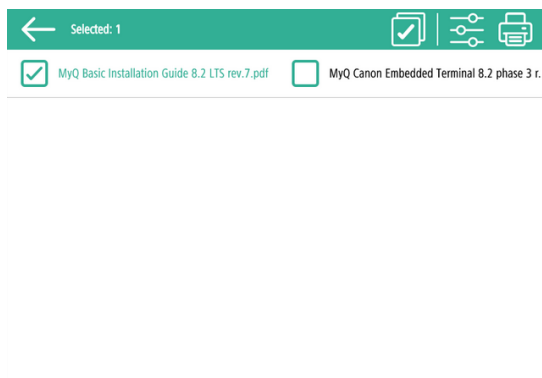 Selected: 1
MyQ Basic Installation Guide 8.2 LTS rev.7.pdf
MyQ Canon Embedded Terminal 8.2 phase 3 r.